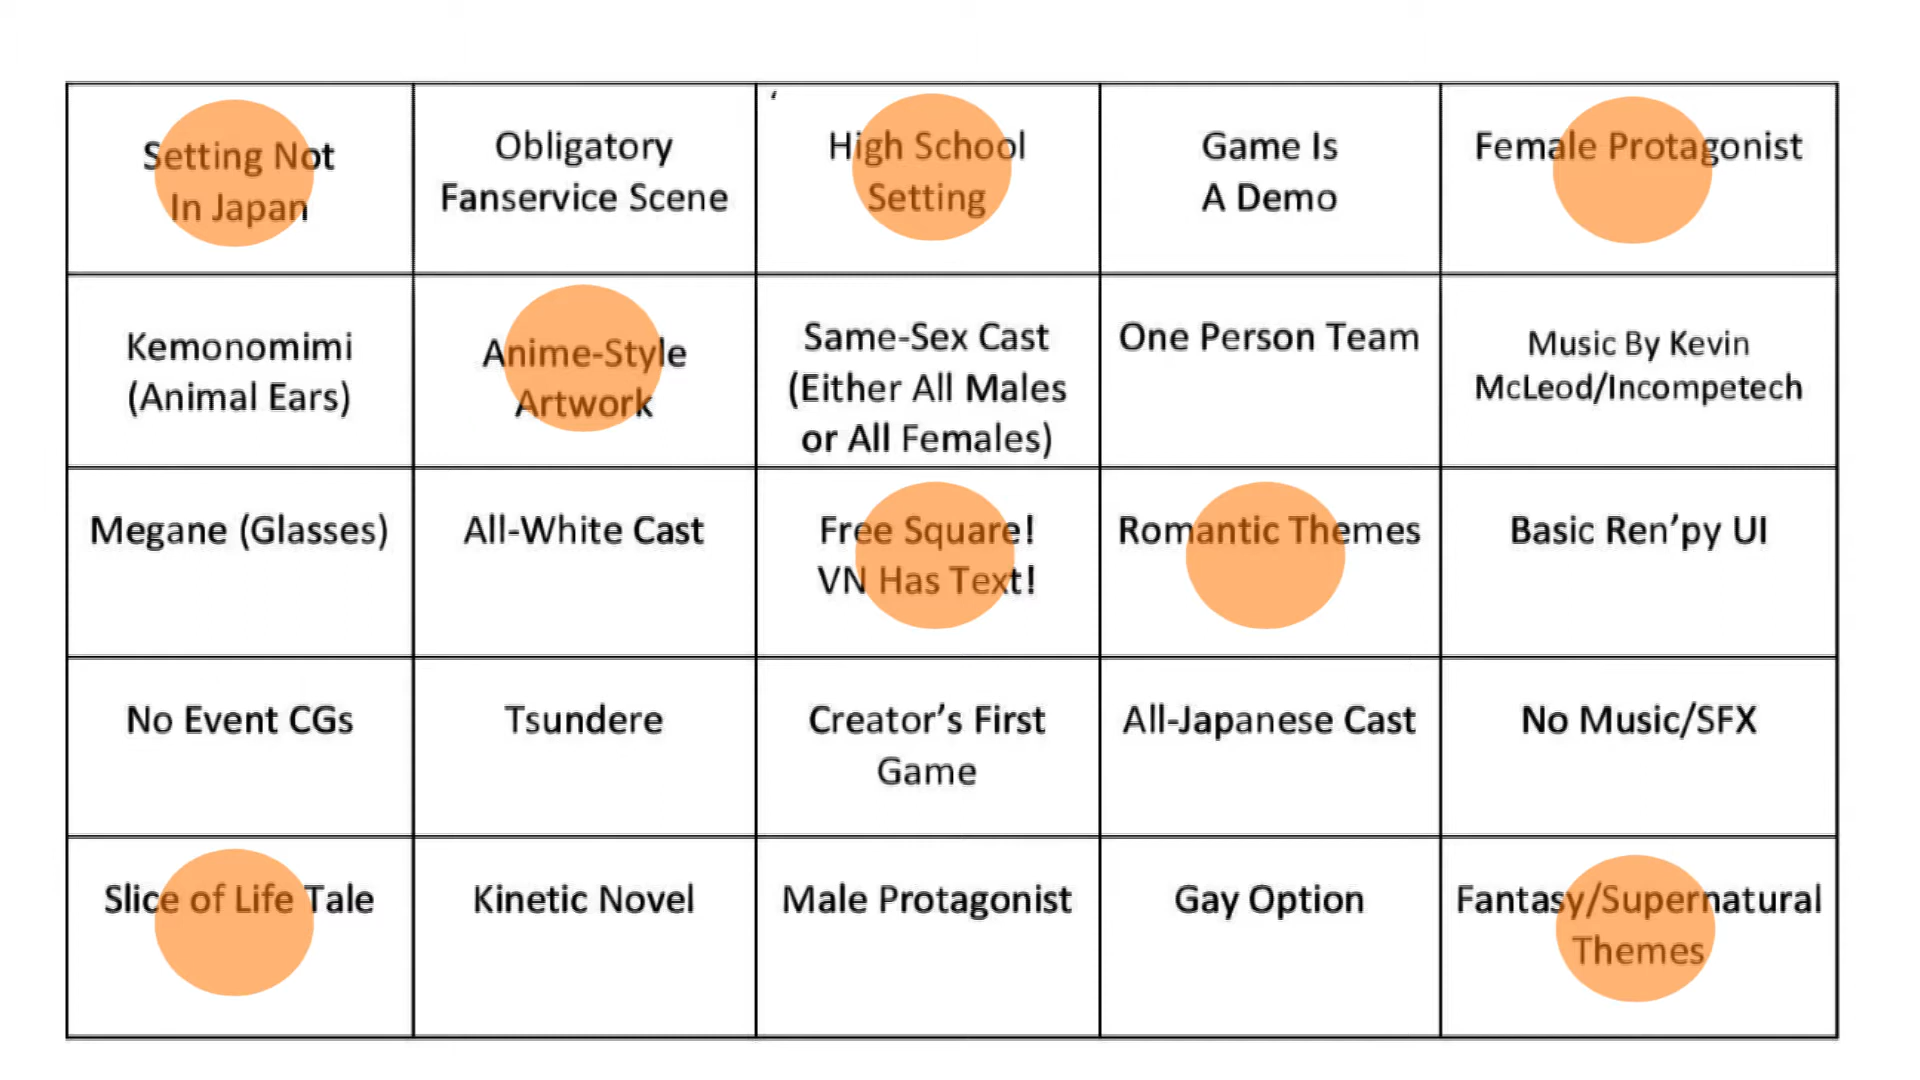 Setting Not
In Japan
Obligatory
Fanservice Scene
High School
Setting
Game Is
A Demo
Female Protagonist
Kemonomimi
(Animal Ears)
Anime-Style
Artwork
Same-Sex Cast
(Either All Males
or All Females)
One Person Team
Music By Kevin
McLeod/Incompetech
Megane (Glasses)
All-White Cast
Free Square!
VN Has Text!
Romantic Themes
Basic Ren’py UI
No Event CGs
Tsundere
Creator’s First
Game
All-Japanese Cast
No Music/SFX
Slice of Life Tale
Kinetic Novel
Male Protagonist
Gay Option
Fantasy/Supernatural
Themes